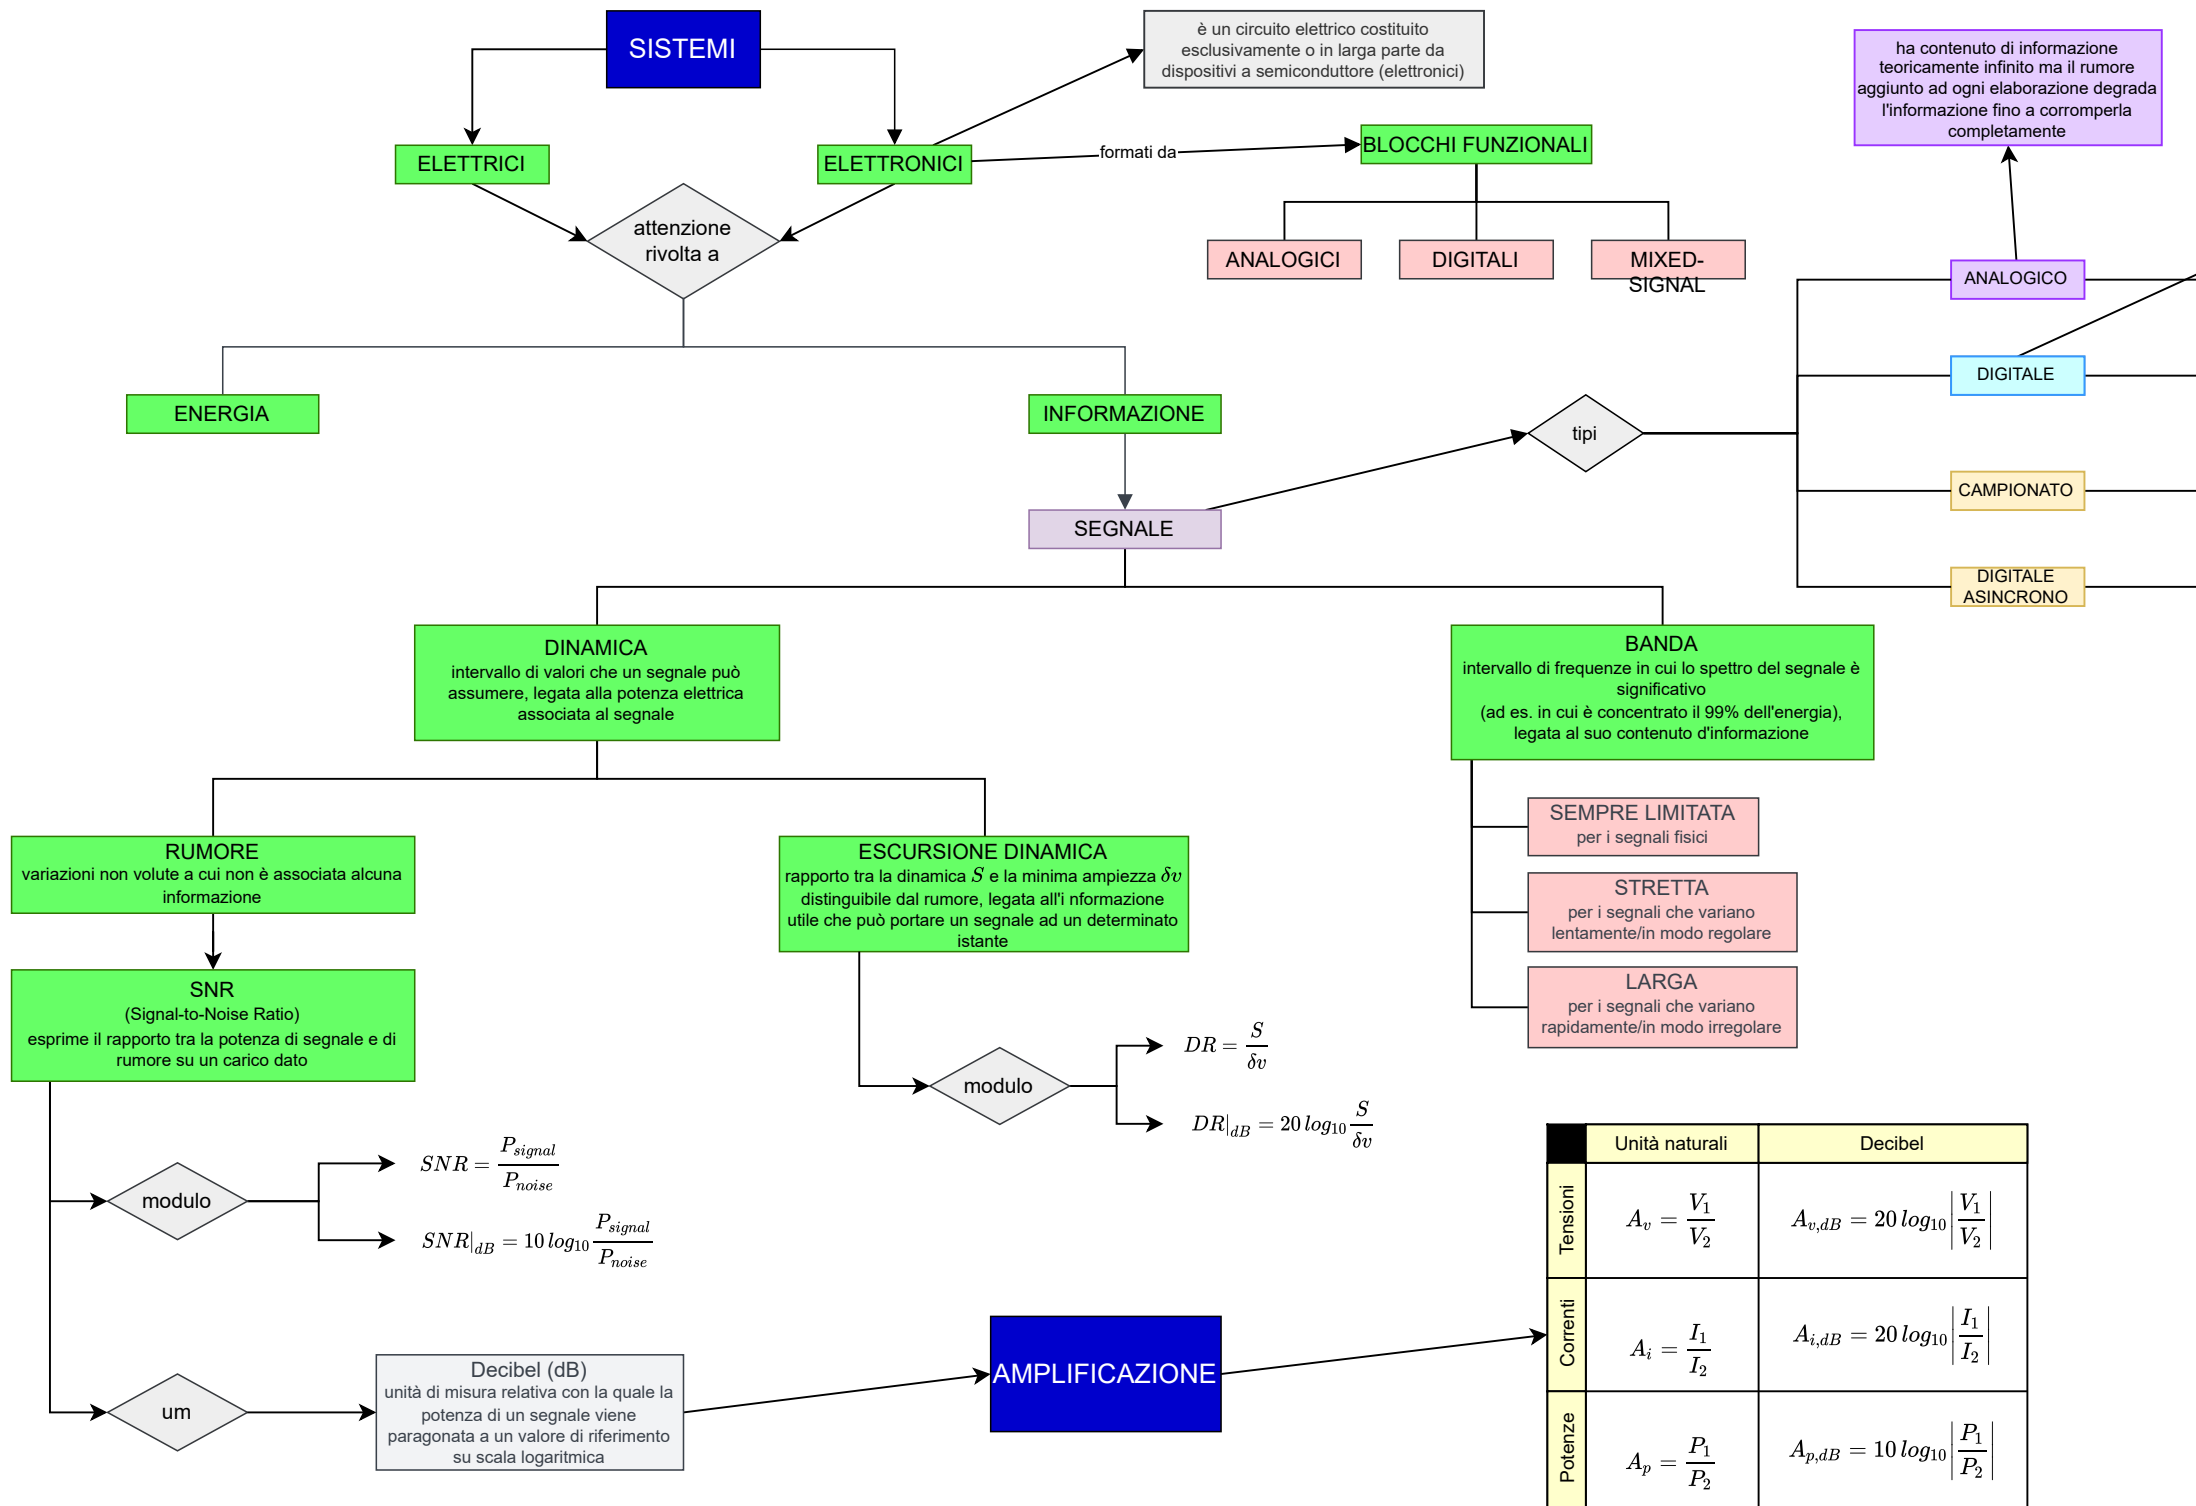 SISTEMI
è un circuito elettrico costituito
esclusivamente o in larga parte da
dispositivi a semiconduttore (elettronici)
ha contenuto di informazione
teoricamente infinito ma il rumore
aggiunto ad ogni elaborazione degrada
l'informazione fino a corromperla
completamente
ELETTRICI
ELETTRONICI
formati da
BLOCCHI FUNZIONALI
attenzione
rivolta a
ANALOGICI
DIGITALI
MIXED-
SIGNAL
ANALOGICO
DIGITALE
CAMPIONATO
DIGITALE
ASINCRONO
ENERGIA
INFORMAZIONE
tipi
SEGNALE
DINAMICA
intervallo di valori che un segnale può
assumere, legata alla potenza elettrica
associata al segnale
BANDA
intervallo di frequenze in cui lo spettro del segnale è
significativo
(ad es. in cui è concentrato il 99% dell'energia),
legata al suo contenuto d'informazione
SEMPRE LIMITATA
per i segnali fisici
STRETTA
per i segnali che variano
lentamente/in modo regolare
LARGA
per i segnali che variano
rapidamente/in modo irregolare
RUMORE
variazioni non volute a cui non è associata alcuna
informazione
ESCURSIONE DINAMICA
rapporto tra la dinamica S e la minima ampiezza δv
distinguibile dal rumore, legata all'i nformazione
utile che può portare un segnale ad un determinato
istante
SNR
(Signal-to-Noise Ratio)
esprime il rapporto tra la potenza di segnale e di
rumore su un carico dato
modulo
DR = S/δv
DR|dB = 20 log10 S/δv
modulo
SNR = Psignal/Pnoise
SNR|dB = 10 log10 Psignal/Pnoise
um
Decibel (dB)
unità di misura relativa con la quale la
potenza di un segnale viene
paragonata a un valore di riferimento
su scala logaritmica
AMPLIFICAZIONE
Unità naturali Decibel
Tensioni Av = V1/V2 Av,dB = 20 log10 |V1/V2|
Correnti Ai = I1/I2 Ai,dB = 20 log10 |I1/I2|
Potenze Ap = P1/P2 Ap,dB = 10 log10 |P1/P2|